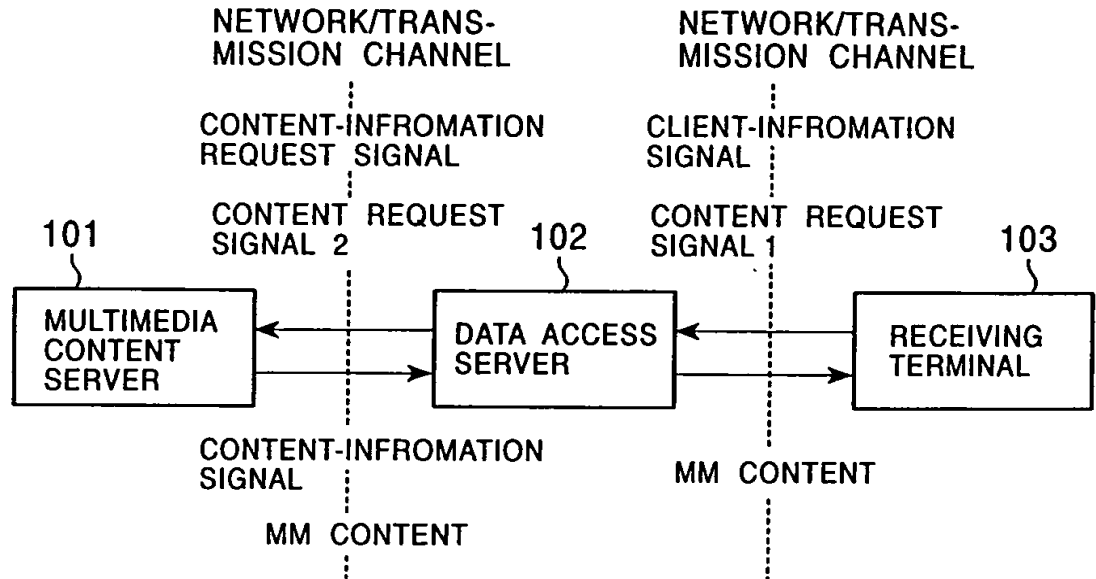 NETWORK/TRANS-
MISSION CHANNEL
NETWORK/TRANS-
MISSION CHANNEL
CONTENT-INFROMATION
REQUEST SIGNAL
CLIENT-INFROMATION
SIGNAL
CONTENT REQUEST
SIGNAL 2
CONTENT REQUEST
SIGNAL 1
101
102
103
MULTIMEDIA
CONTENT
SERVER
DATA ACCESS
SERVER
RECEIVING
TERMINAL
CONTENT-INFROMATION
SIGNAL
MM CONTENT
MM CONTENT